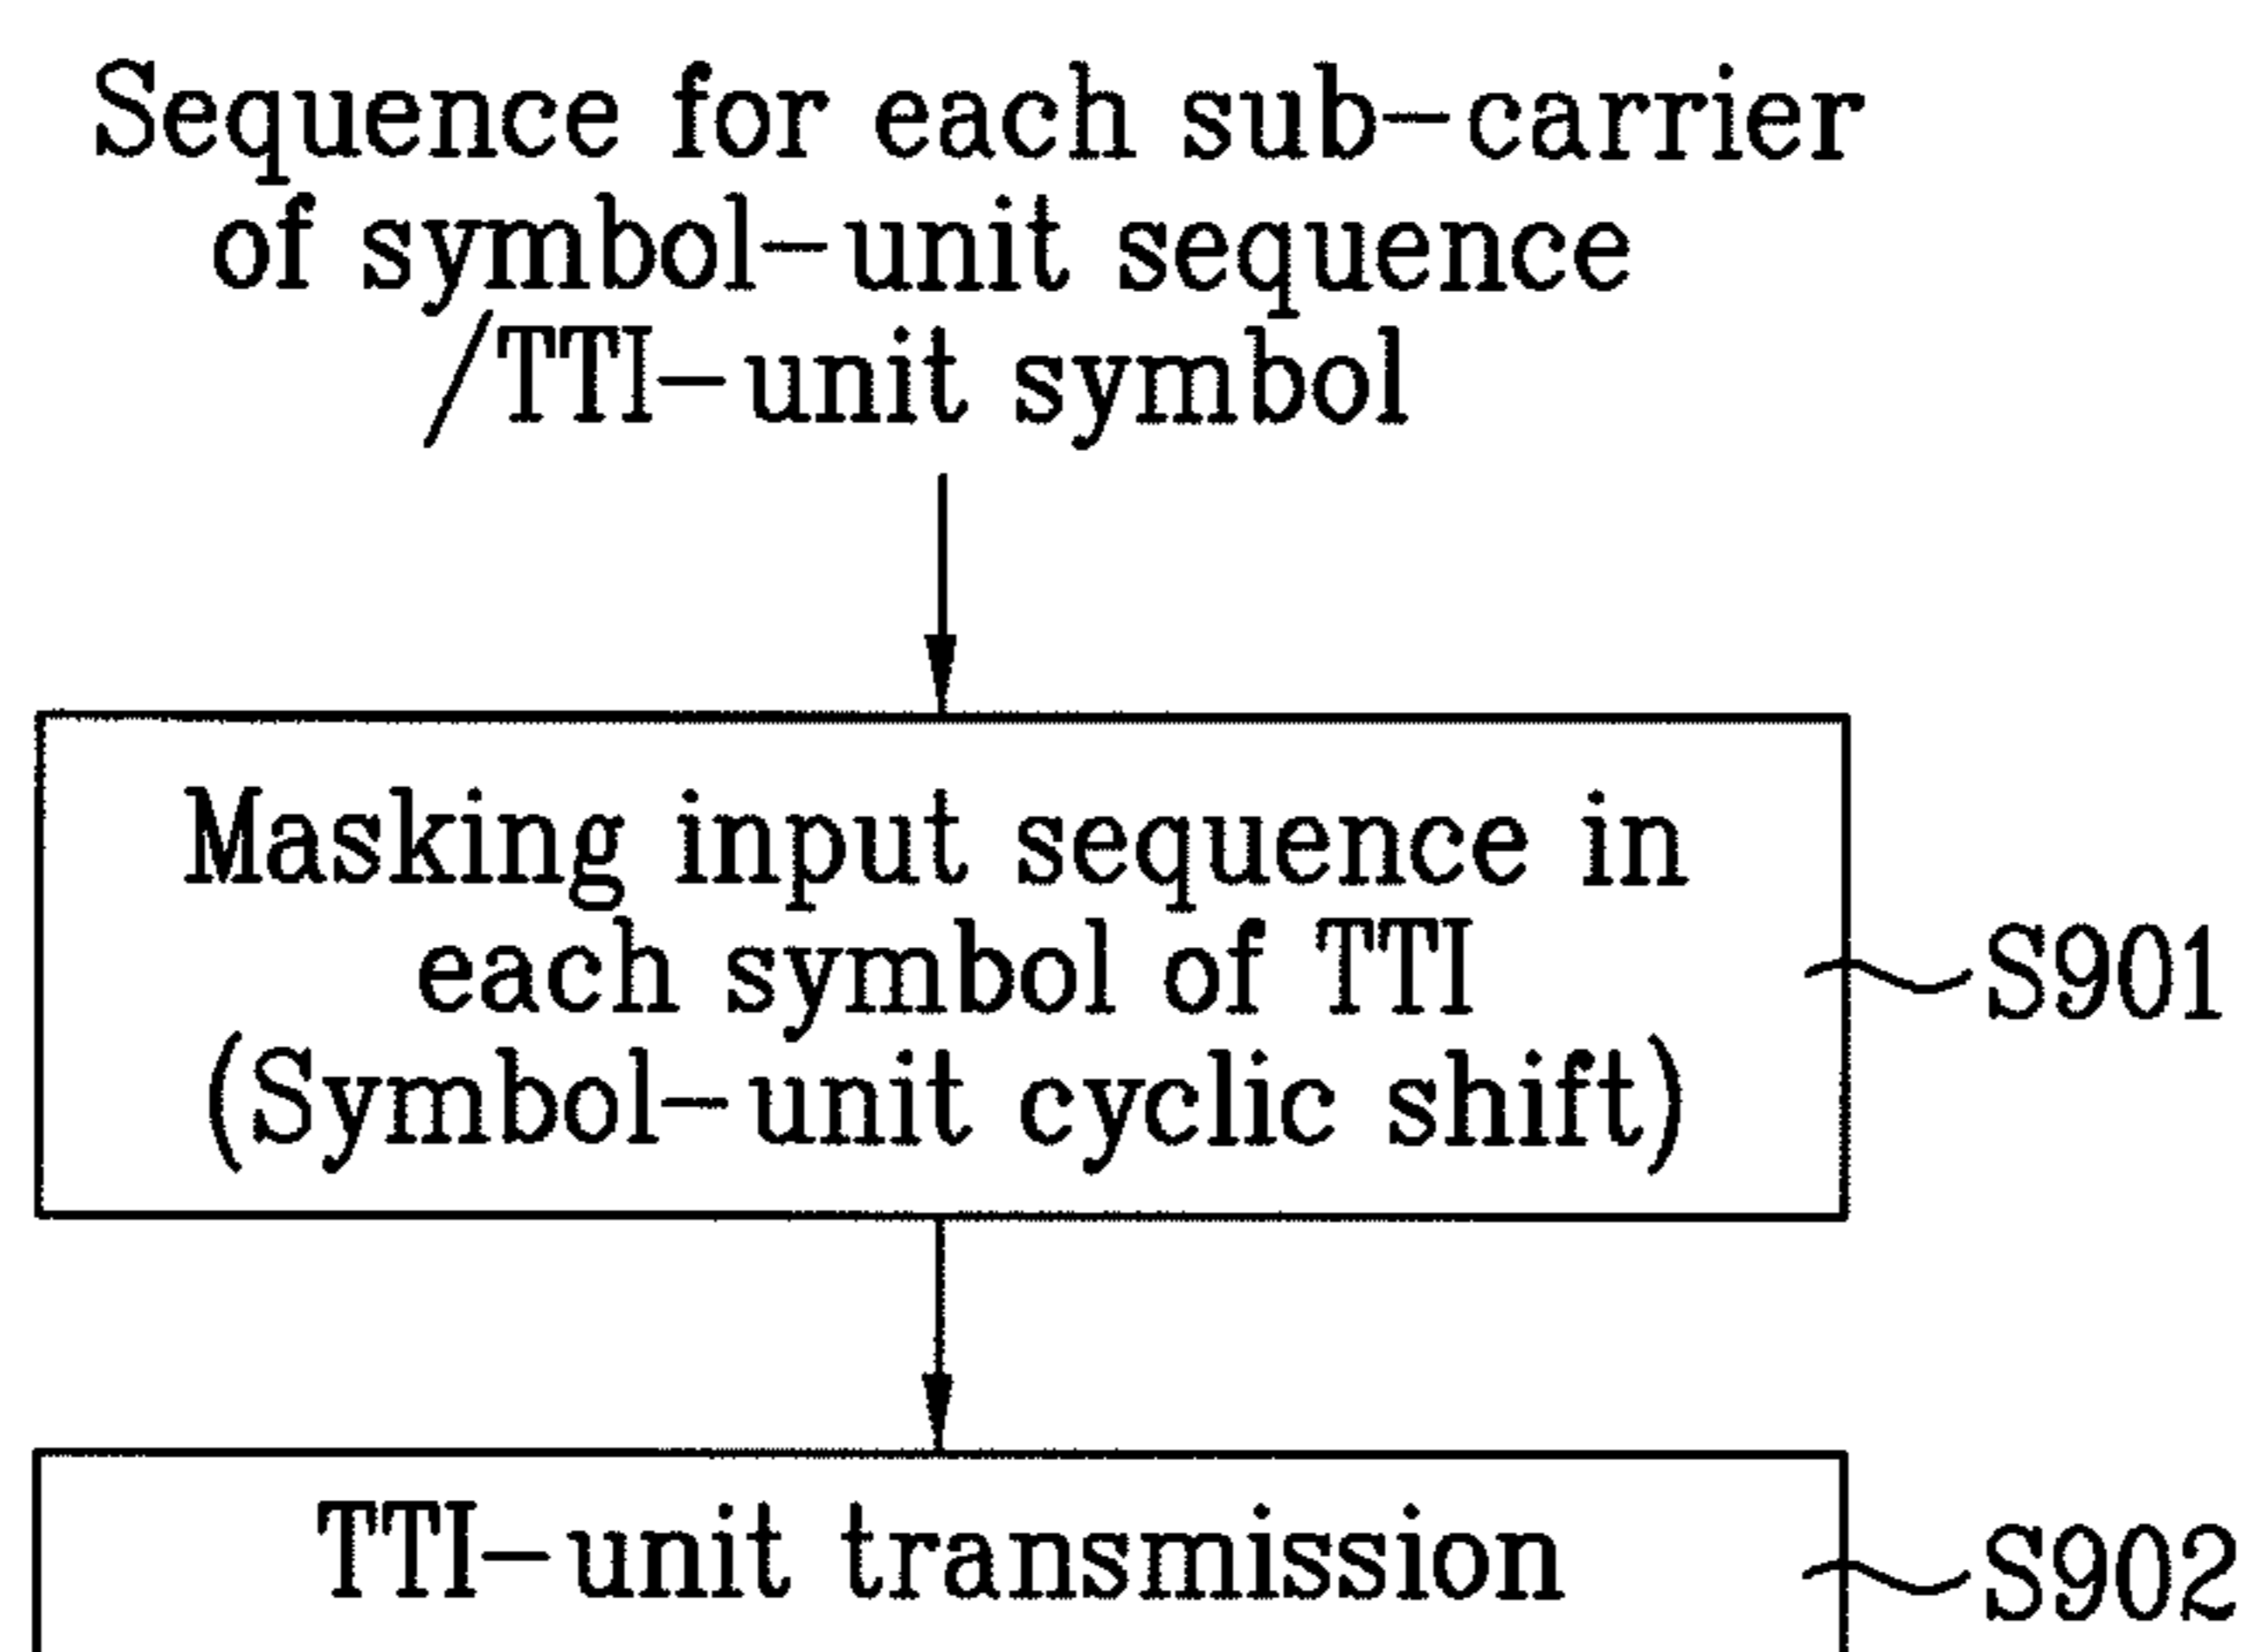 Sequence for each sub-carrier
of symbol-unit sequence
/TTI-unit symbol
Masking input sequence in
each symbol of TTI
(Symbol-unit cyclic shift)
S901
TTI-unit transmission
S902